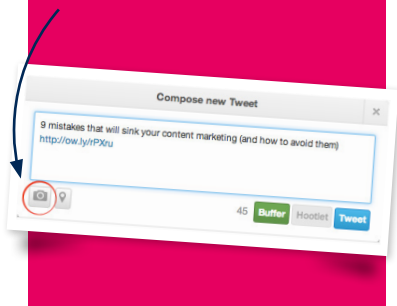 Compose new Tweet
×
9 mistakes that will sink your content marketing (and how to avoid them)
http://ow.ly/rPXru
45 Buffer Hootlet Tweet